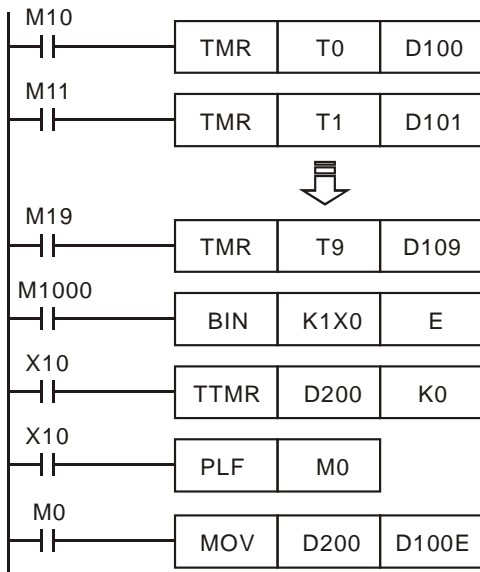 M10
TMR T0 D100
M11
TMR T1 D101
M19
TMR T9 D109
M1000
BIN K1X0 E
X10
TTMR D200 K0
X10
PLF M0
M0
MOV D200 D100E